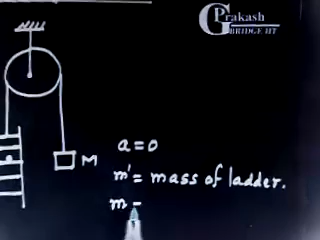 Prakash
BRIDGE IIT
M
a = 0
m' = mass of ladder.
m =